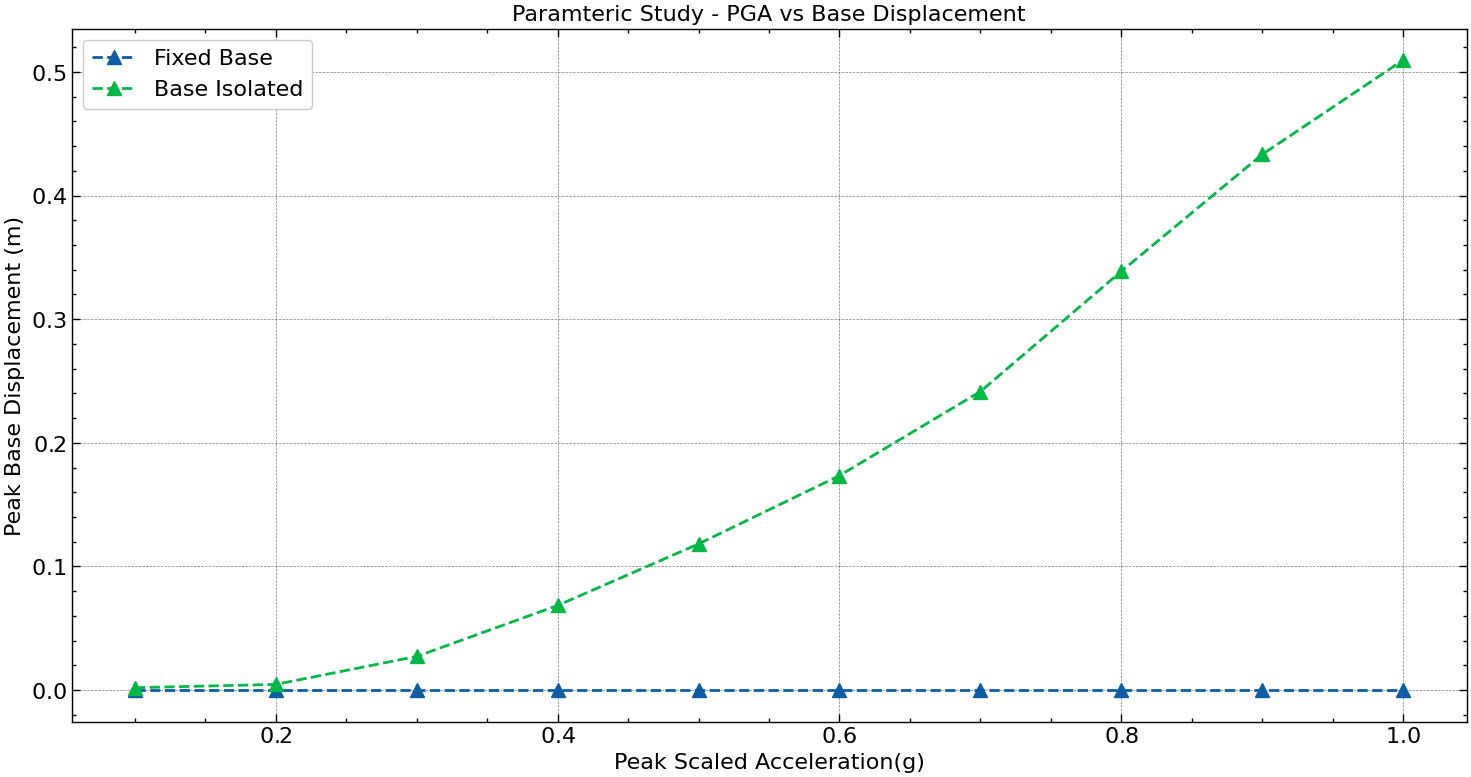 Paramteric Study - PGA vs Base Displacement
Fixed Base
Base Isolated
Peak Base Displacement (m)
0.5
0.4
0.3
0.2
0.1
0.0
0.2
0.4
0.6
0.8
1.0
Peak Scaled Acceleration(g)